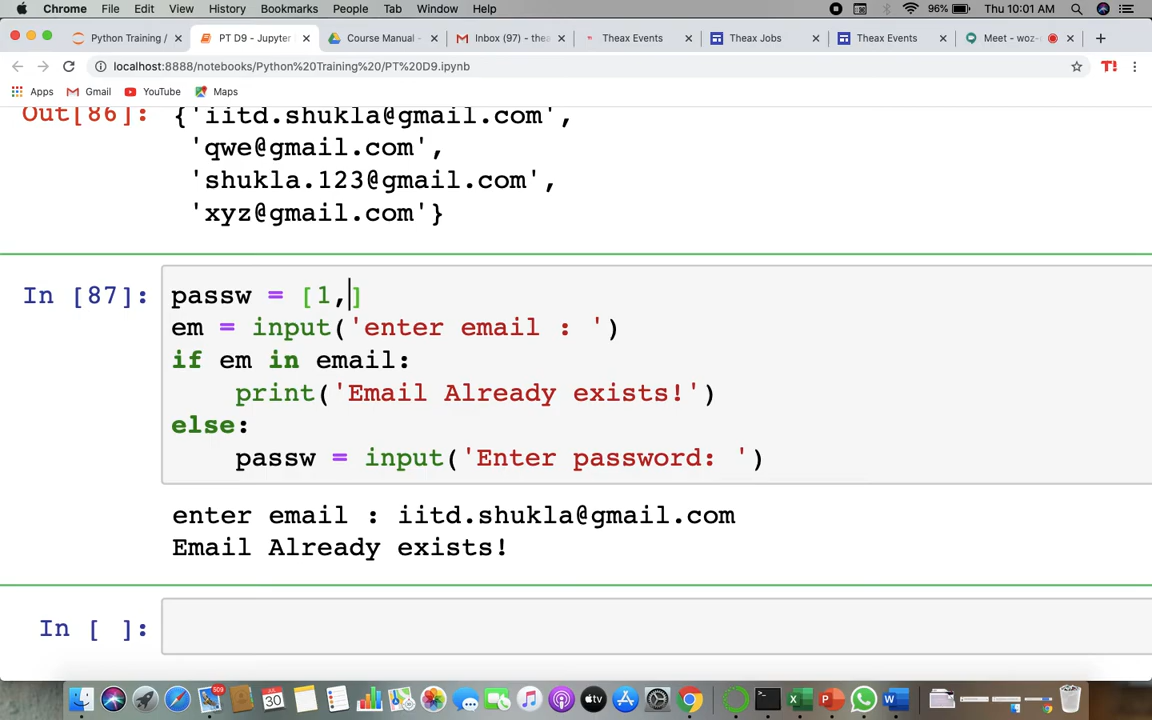 Chrome File Edit View History Bookmarks People Tab Window Help 96% Thu 10:01 AM
Python Training / PT D9 - Jupyter Course Manual - Inbox (97) - thea Theax Events Theax Jobs Theax Events Meet - woz-
localhost:8888/notebooks/Python%20Training%20/PT%20D9.ipynb T!
Apps Gmail YouTube Maps
Out[86]: {'iitd.shukla@gmail.com',
'qwe@gmail.com',
'shukla.123@gmail.com',
'xyz@gmail.com'}
In [87]: passw = [1,]
em = input('enter email : ')
if em in email:
print('Email Already exists!')
else:
passw = input('Enter password: ')
enter email : iitd.shukla@gmail.com
Email Already exists!
In [ ]:
509
30
tv
W